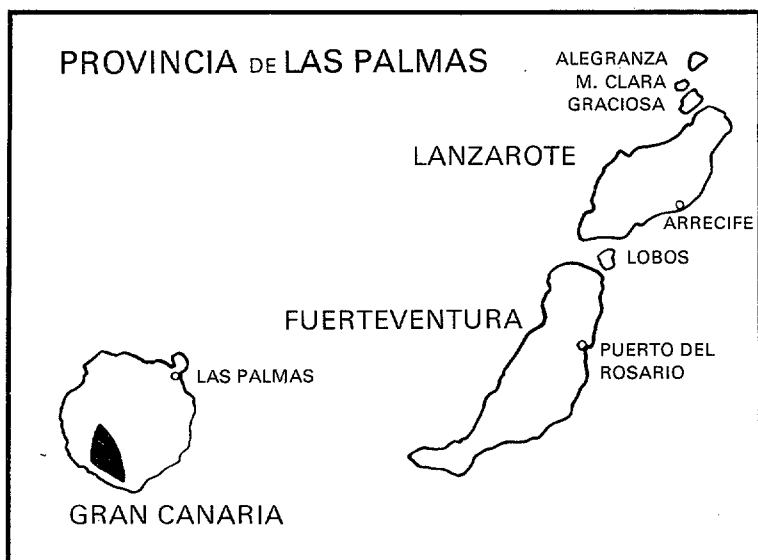 PROVINCIA DE LAS PALMAS
ALEGRANZA
M. CLARA
GRACIOSA
LANZAROTE
ARRECIFE
LOBOS
FUERTEVENTURA
PUERTO DEL
ROSARIO
LAS PALMAS
GRAN CANARIA